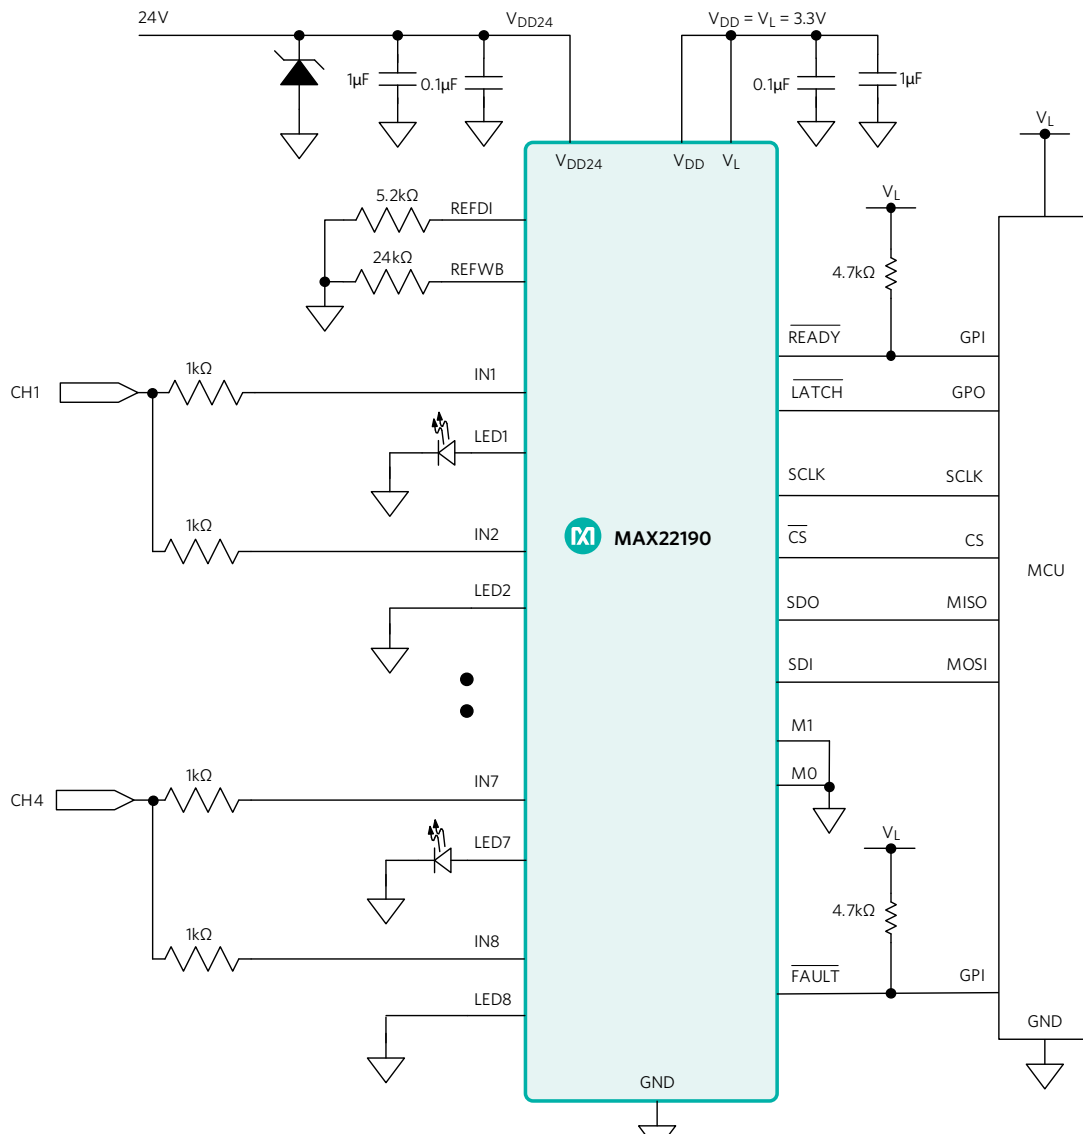 24V
VDD24
VDD = VL = 3.3V
1µF
0.1µF
0.1µF
1µF
VL
VDD24
VDD
VL
5.2kΩ
REFDI
VL
24kΩ
REFWB
4.7kΩ
READY
GPI
1kΩ
IN1
CH1
LATCH
GPO
LED1
SCLK
SCLK
1kΩ
IN2
MAX22190
CS
CS
MCU
LED2
SDO
MISO
SDI
MOSI
M1
M0
1kΩ
IN7
CH4
LED7
VL
4.7kΩ
1kΩ
IN8
FAULT
GPI
LED8
GND
GND